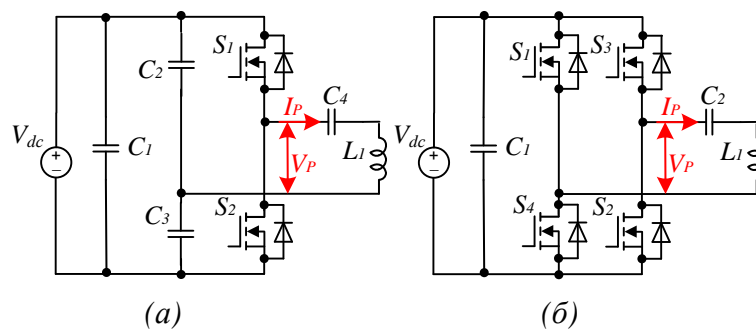 S1
C2
C4
IP
Vdc
C1
VP
L1
C3
S2
(а)
S1
S3
C2
IP
Vdc
C1
VP
L1
S4
S2
(б)